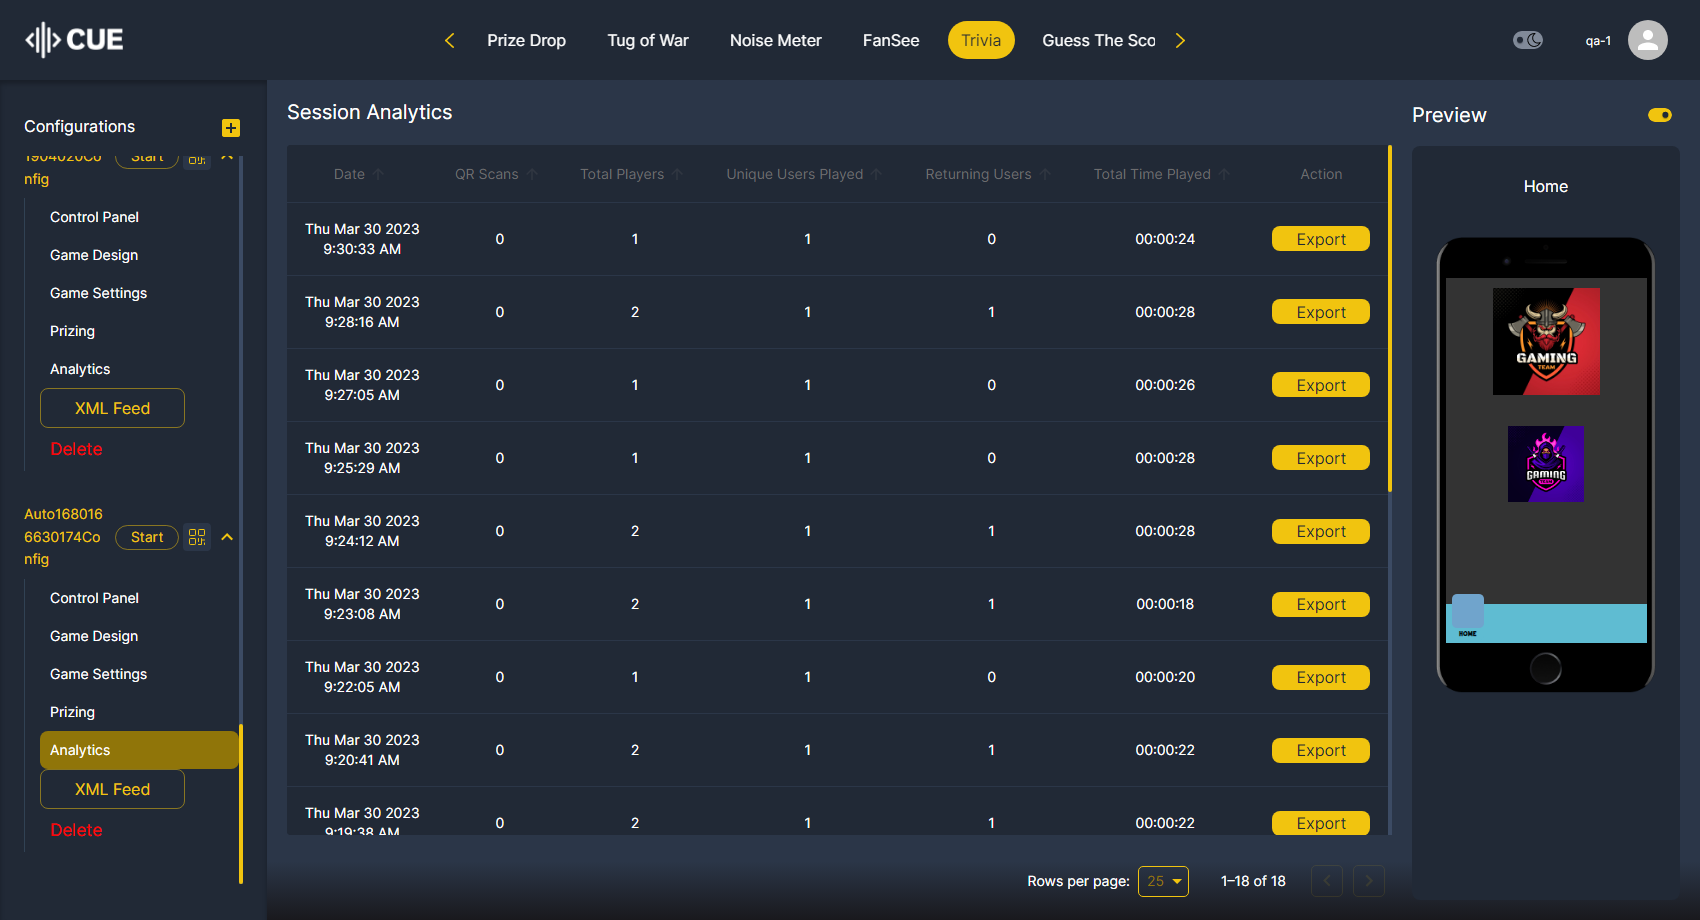 CUE
Prize Drop
Tug of War
Noise Meter
FanSee
Trivia
Guess The Sco
qa-1
Configurations
1904020Co
nfig
Start
Control Panel
Game Design
Game Settings
Prizing
Analytics
XML Feed
Delete
Auto168016
6630174Co
nfig
Start
Control Panel
Game Design
Game Settings
Prizing
Analytics
XML Feed
Delete
Session Analytics
Date QR Scans Total Players Unique Users Played Returning Users Total Time Played Action
Thu Mar 30 2023
9:30:33 AM 0 1 1 0 00:00:24 Export
Thu Mar 30 2023
9:28:16 AM 0 2 1 1 00:00:28 Export
Thu Mar 30 2023
9:27:05 AM 0 1 1 0 00:00:26 Export
Thu Mar 30 2023
9:25:29 AM 0 1 1 0 00:00:28 Export
Thu Mar 30 2023
9:24:12 AM 0 2 1 1 00:00:28 Export
Thu Mar 30 2023
9:23:08 AM 0 2 1 1 00:00:18 Export
Thu Mar 30 2023
9:22:05 AM 0 1 1 0 00:00:20 Export
Thu Mar 30 2023
9:20:41 AM 0 2 1 1 00:00:22 Export
Thu Mar 30 2023
9:19:38 AM 0 2 1 1 00:00:22 Export
Rows per page: 25 1–18 of 18
Preview
Home
GAMING
TEAM
GAMING
TEAM
HOME